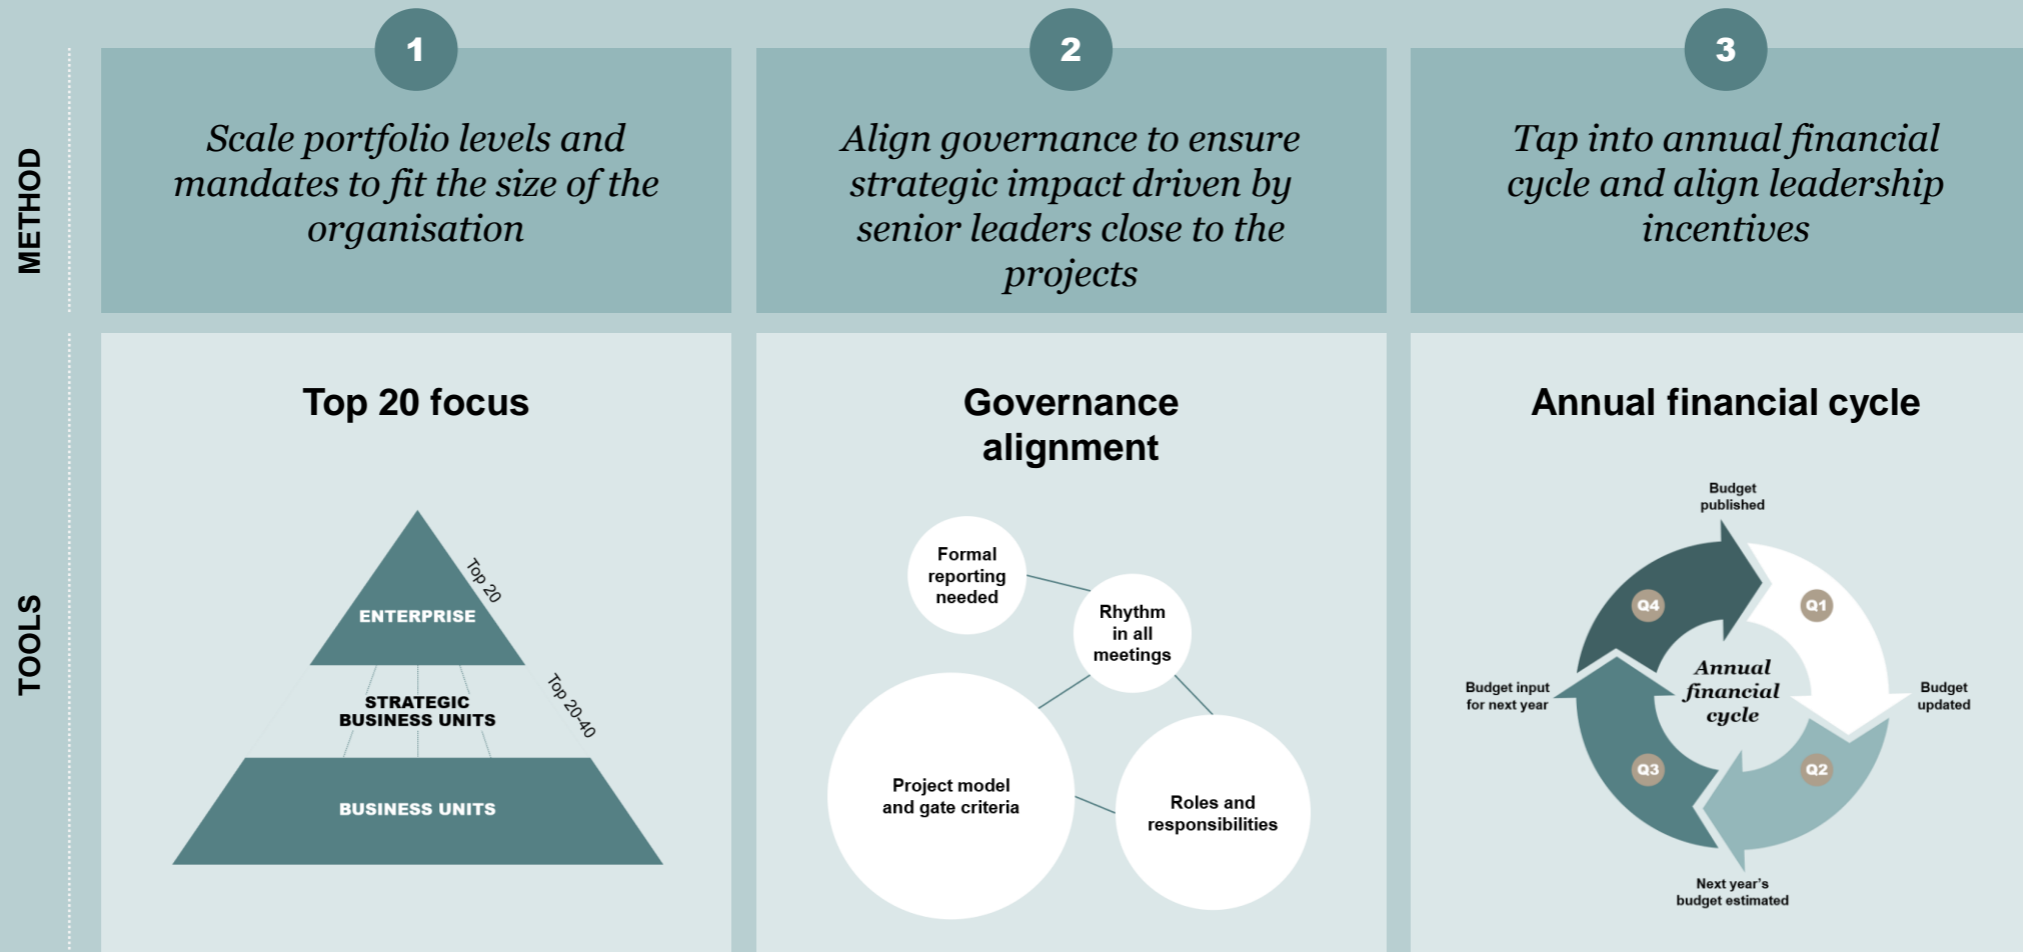 METHOD
1
Scale portfolio levels and
mandates to fit the size of the
organisation
2
Align governance to ensure
strategic impact driven by
senior leaders close to the
projects
3
Tap into annual financial
cycle and align leadership
incentives
TOOLS
Top 20 focus
Top 20
ENTERPRISE
Top 20-40
STRATEGIC
BUSINESS UNITS
BUSINESS UNITS
Governance
alignment
Formal
reporting
needed
Rhythm
in all
meetings
Project model
and gate criteria
Roles and
responsibilities
Annual financial cycle
Budget
published
Q4
Q1
Annual
financial
cycle
Budget input
for next year
Budget
updated
Q3
Q2
Next year's
budget estimated